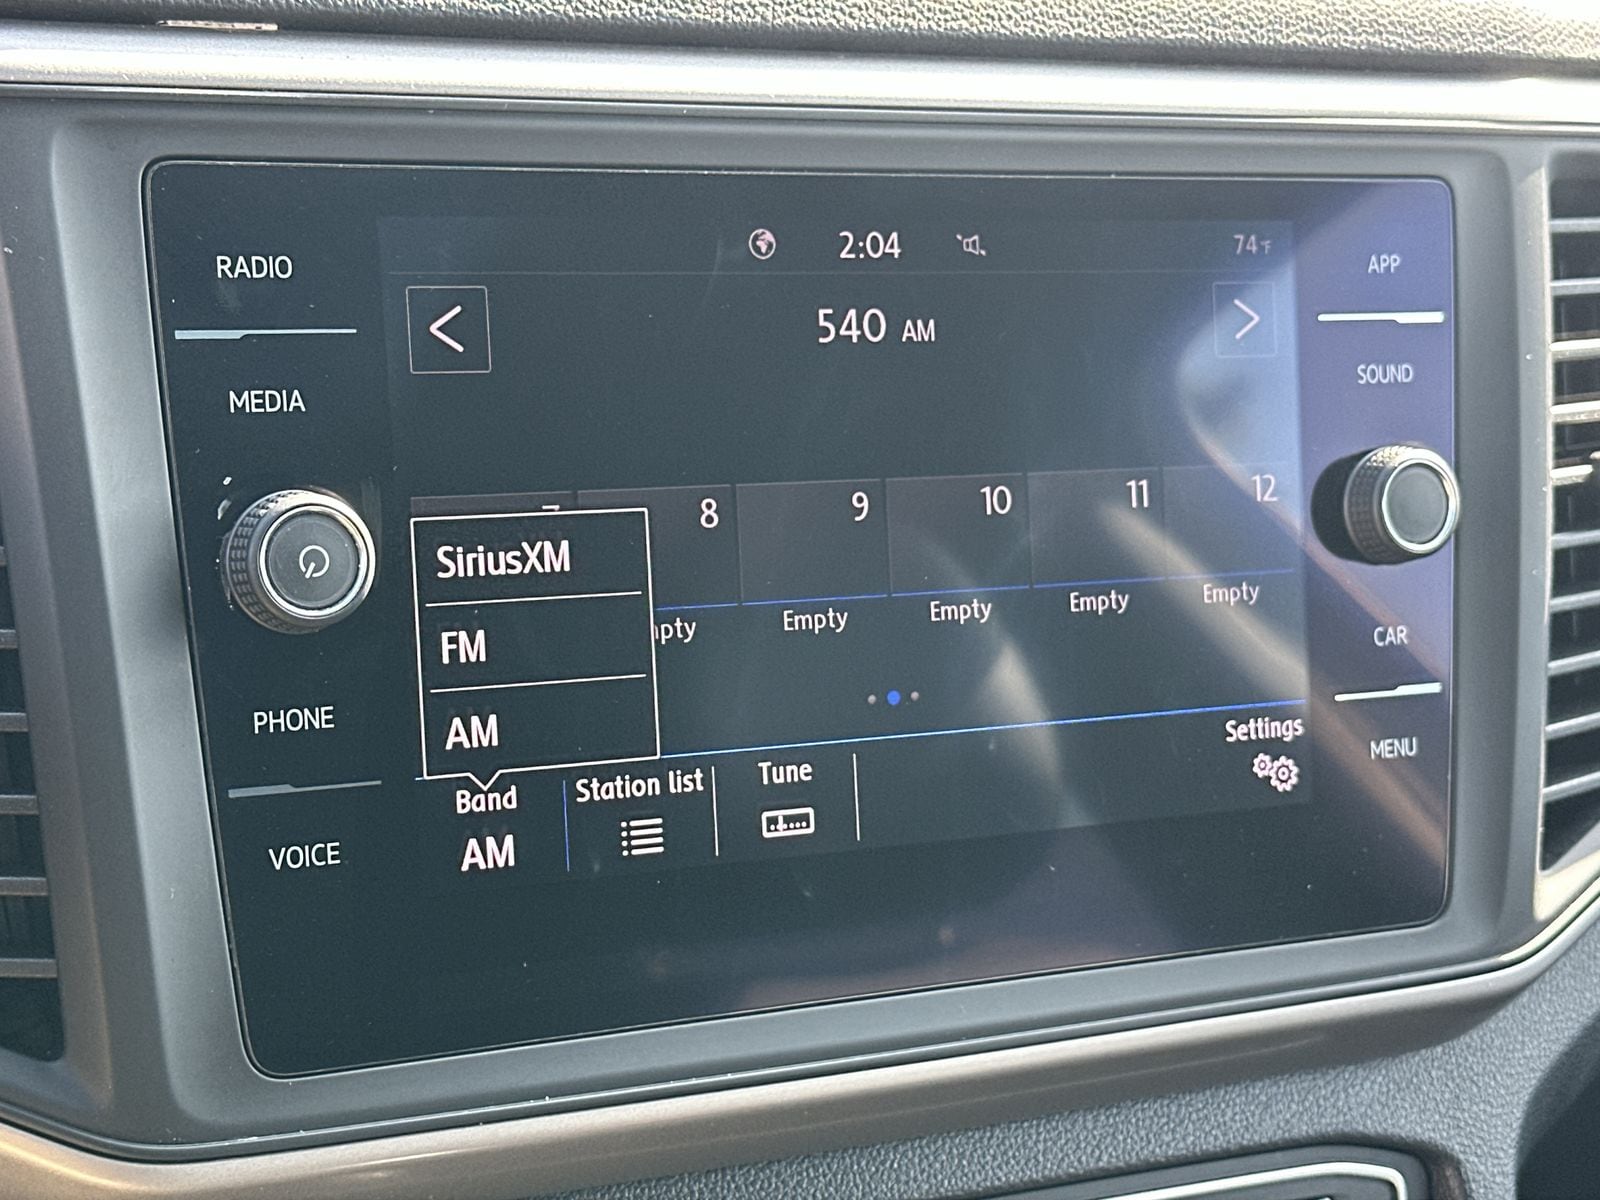 RADIO
MEDIA
PHONE
VOICE
2:04
74°F
540 AM
8
9
10
11
12
Empty
Empty
Empty
Empty
SiriusXM
FM
AM
Band
AM
Station list
Tune
Settings
APP
SOUND
CAR
MENU